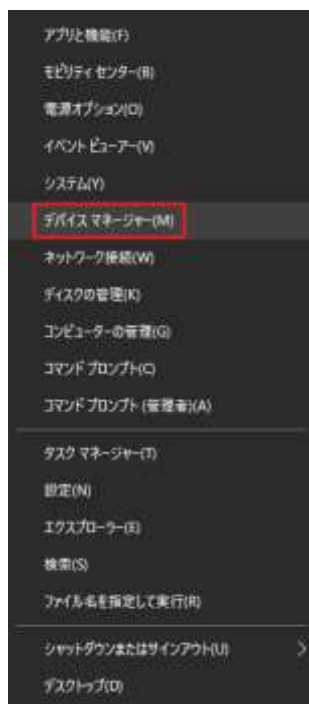 アプリと機能(F)
モビリティ センター(B)
電源オプション(O)
イベント ビューアー(V)
システム(Y)
デバイス マネージャー(M)
ネットワーク接続(W)
ディスクの管理(K)
コンピューターの管理(G)
コマンド プロンプト(C)
コマンド プロンプト (管理者)(A)
タスク マネージャー(T)
設定(N)
エクスプローラー(E)
検索(S)
ファイル名を指定して実行(R)
シャットダウンまたはサインアウト(U)
デスクトップ(D)